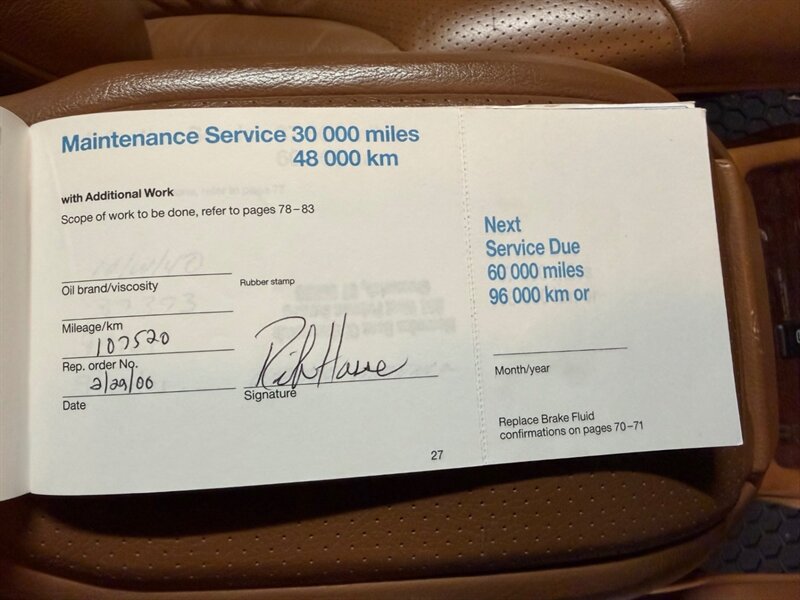 Maintenance Service 30 000 miles
48 000 km
with Additional Work
Scope of work to be done, refer to pages 78–83
Oil brand/viscosity
Rubber stamp
Mileage/km
107520
Rep. order No.
2/29/00
Date
Signature
27
Next
Service Due
60 000 miles
96 000 km or
Month/year
Replace Brake Fluid
confirmations on pages 70–71